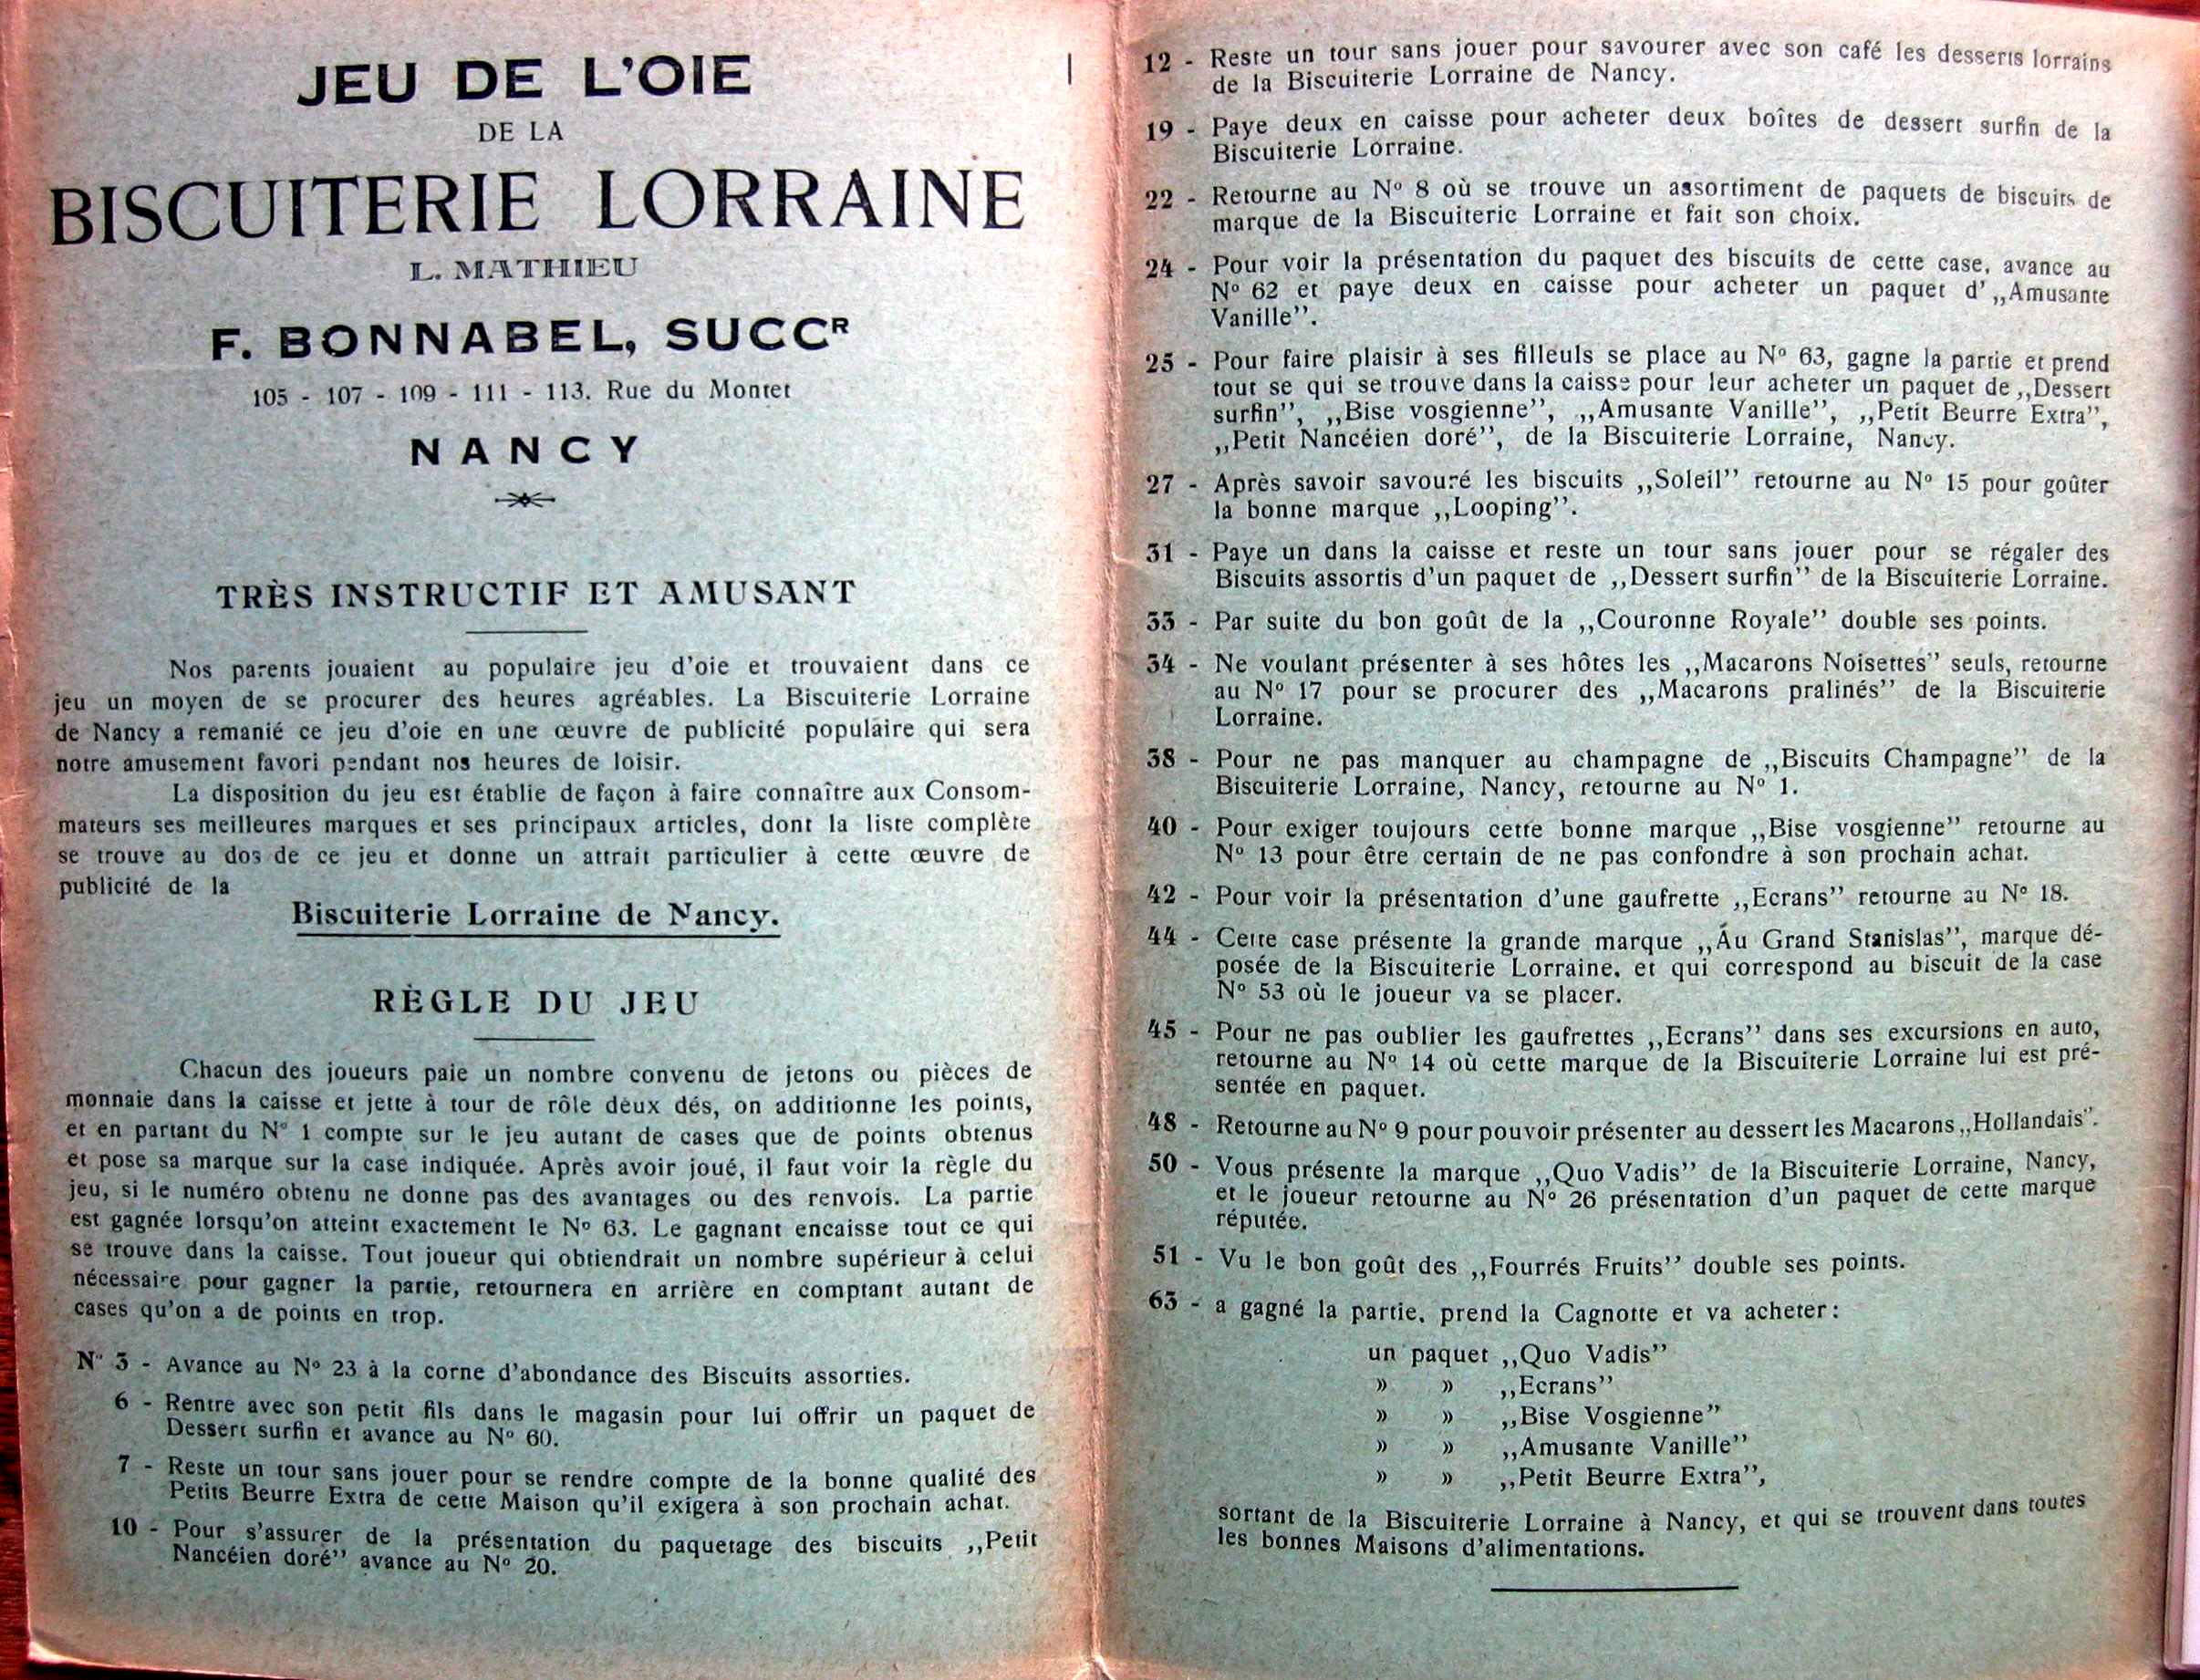 JEU DE L'OIE
DE LA
BISCUITERIE LORRAINE
L. MATHIEU
F. BONNABEL, SUCCR
105 - 107 - 109 - 111 - 113, Rue du Montet
NANCY
TRÈS INSTRUCTIF ET AMUSANT
Nos parents jouaient au populaire jeu d'oie et trouvaient dans ce
jeu un moyen de se procurer des heures agréables. La Biscuiterie Lorraine
de Nancy a remanié ce jeu d'oie en une œuvre de publicité populaire qui sera
notre amusement favori pendant nos heures de loisir.
La disposition du jeu est établie de façon à faire connaître aux Consom-
mateurs ses meilleures marques et ses principaux articles, dont la liste complète
se trouve au dos de ce jeu et donne un attrait particulier à cette œuvre de
publicité de la
Biscuiterie Lorraine de Nancy.
RÈGLE DU JEU
Chacun des joueurs paie un nombre convenu de jetons ou pièces de
monnaie dans la caisse et jette à tour de rôle deux dés, on additionne les points,
et en partant du N° 1 compte sur le jeu autant de cases que de points obtenus
et pose sa marque sur la case indiquée. Après avoir joué, il faut voir la règle du
jeu, si le numéro obtenu ne donne pas des avantages ou des renvois. La partie
est gagnée lorsqu'on atteint exactement le N° 63. Le gagnant encaisse tout ce qui
se trouve dans la caisse. Tout joueur qui obtiendrait un nombre supérieur à celui
nécessaire pour gagner la partie, retournera en arrière en comptant autant de
cases qu'on a de points en trop.
N° 3 - Avance au N° 23 à la corne d'abondance des Biscuits assorties.
6 - Rentre avec son petit fils dans le magasin pour lui offrir un paquet de
Dessert surfin et avance au N° 60.
7 - Reste un tour sans jouer pour se rendre compte de la bonne qualité des
Petits Beurre Extra de cette Maison qu'il exigera à son prochain achat.
10 - Pour s'assurer de la présentation du paquetage des biscuits ,,Petit
Nancéien doré'' avance au N° 20.
12 - Reste un tour sans jouer pour savourer avec son café les desserts lorrains
de la Biscuiterie Lorraine de Nancy.
19 - Paye deux en caisse pour acheter deux boîtes de dessert surfin de la
Biscuiterie Lorraine.
22 - Retourne au N° 8 où se trouve un assortiment de paquets de biscuits de
marque de la Biscuiterie Lorraine et fait son choix.
24 - Pour voir la présentation du paquet des biscuits de cette case, avance au
N° 62 et paye deux en caisse pour acheter un paquet d' ,,Amusante
Vanille''.
25 - Pour faire plaisir à ses filleuls se place au N° 63, gagne la partie et prend
tout se qui se trouve dans la caisse pour leur acheter un paquet de ,,Dessert
surfin'', ,,Bise vosgienne'', ,,Amusante Vanille'', ,,Petit Beurre Extra'',
,,Petit Nancéien doré'', de la Biscuiterie Lorraine, Nancy.
27 - Après savoir savouré les biscuits ,,Soleil'' retourne au N° 15 pour goûter
la bonne marque ,,Looping''.
31 - Paye un dans la caisse et reste un tour sans jouer pour se régaler des
Biscuits assortis d'un paquet de ,,Dessert surfin'' de la Biscuiterie Lorraine.
33 - Par suite du bon goût de la ,,Couronne Royale'' double ses points.
34 - Ne voulant présenter à ses hôtes les ,,Macarons Noisettes'' seuls, retourne
au N° 17 pour se procurer des ,,Macarons pralinés'' de la Biscuiterie
Lorraine.
38 - Pour ne pas manquer au champagne de ,,Biscuits Champagne'' de la
Biscuiterie Lorraine, Nancy, retourne au N° 1.
40 - Pour exiger toujours cette bonne marque ,,Bise vosgienne'' retourne au
N° 13 pour être certain de ne pas confondre à son prochain achat.
42 - Pour voir la présentation d'une gaufrette ,,Ecrans'' retourne au N° 18.
44 - Cette case présente la grande marque ,,Au Grand Stanislas'', marque dé-
posée de la Biscuiterie Lorraine, et qui correspond au biscuit de la case
N° 53 où le joueur va se placer.
45 - Pour ne pas oublier les gaufrettes ,,Ecrans'' dans ses excursions en auto,
retourne au N° 14 où cette marque de la Biscuiterie Lorraine lui est pré-
sentée en paquet.
48 - Retourne au N° 9 pour pouvoir présenter au dessert les Macarons ,,Hollandais''.
50 - Vous présente la marque ,,Quo Vadis'' de la Biscuiterie Lorraine, Nancy,
et le joueur retourne au N° 26 présentation d'un paquet de cette marque
réputée.
51 - Vu le bon goût des ,,Fourrés Fruits'' double ses points.
63 - a gagné la partie, prend la Cagnotte et va acheter :
un paquet ,,Quo Vadis''
» » ,,Ecrans''
» » ,,Bise Vosgienne''
» » ,,Amusante Vanille''
» » ,,Petit Beurre Extra'',
sortant de la Biscuiterie Lorraine à Nancy, et qui se trouvent dans toutes
les bonnes Maisons d'alimentations.